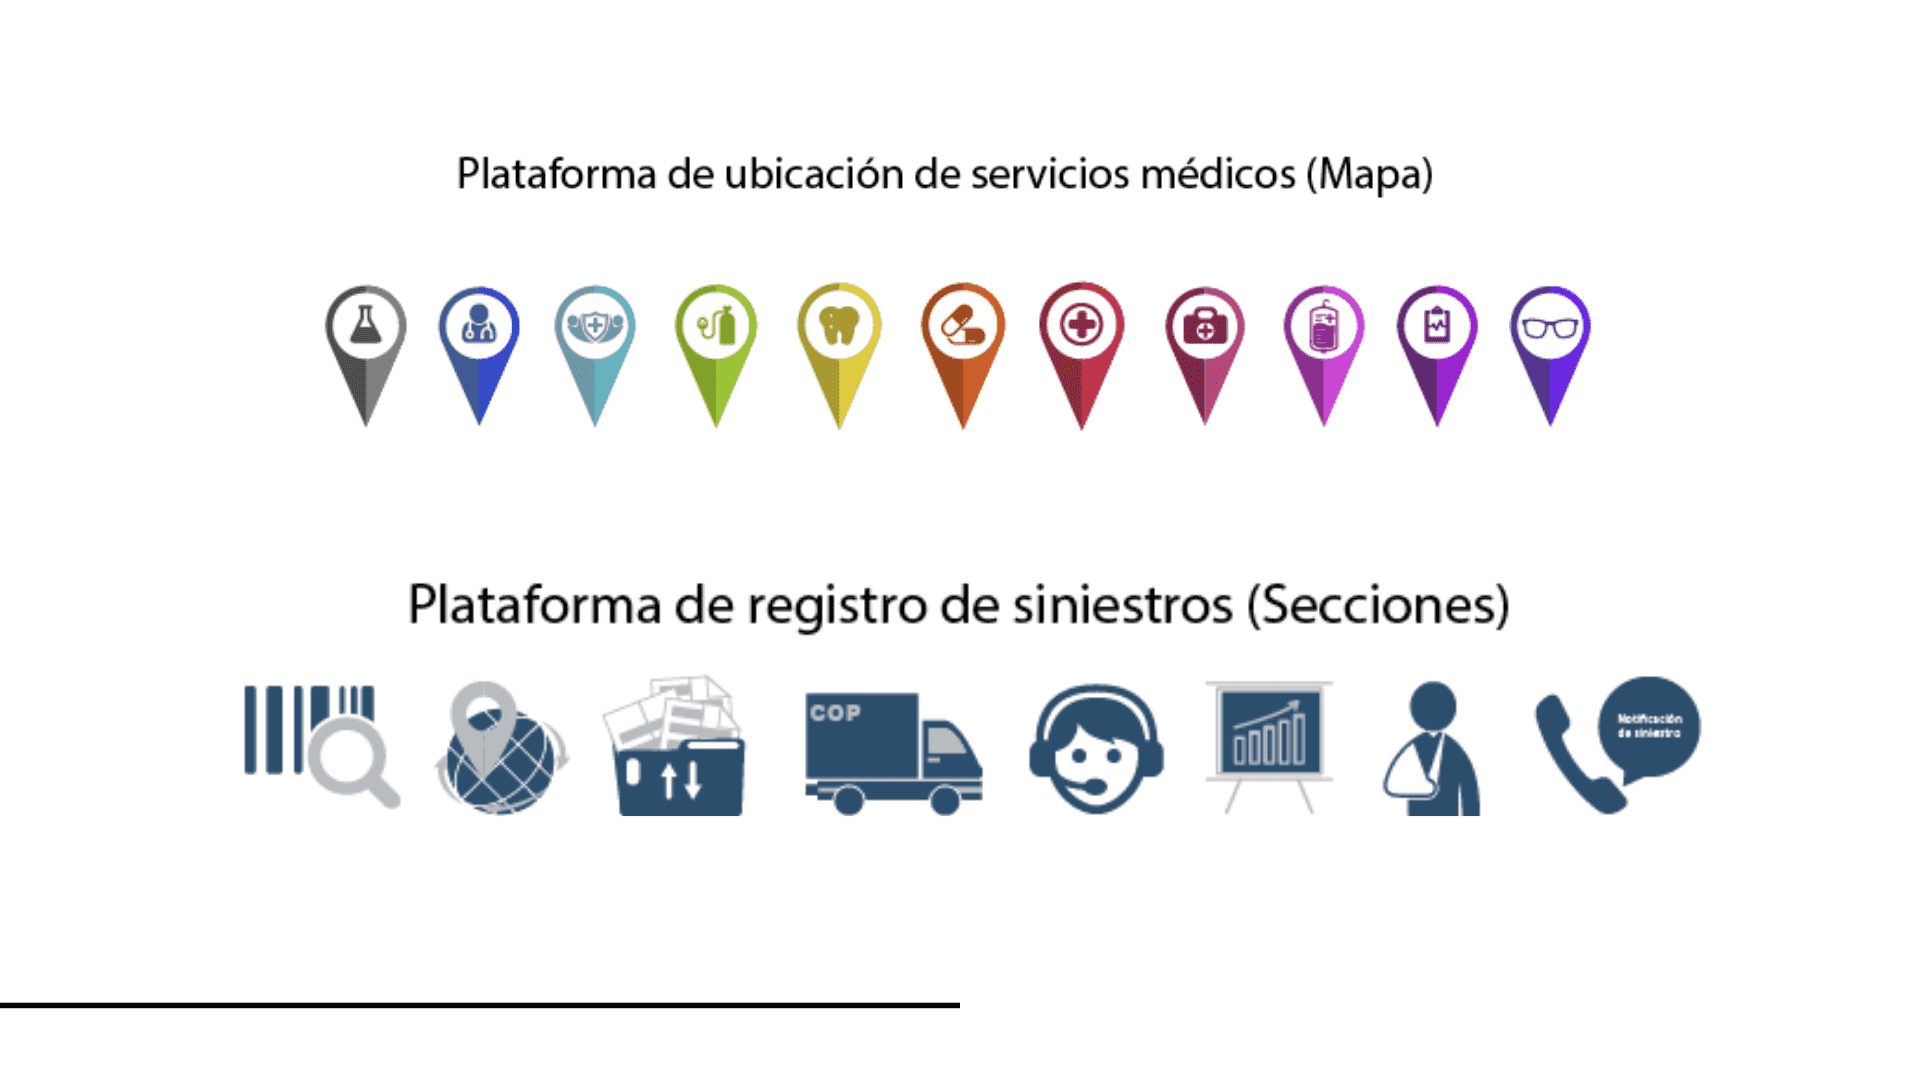 Plataforma de ubicación de servicios médicos (Mapa)
Plataforma de registro de siniestros (Secciones)
COP
Notificación
de siniestro